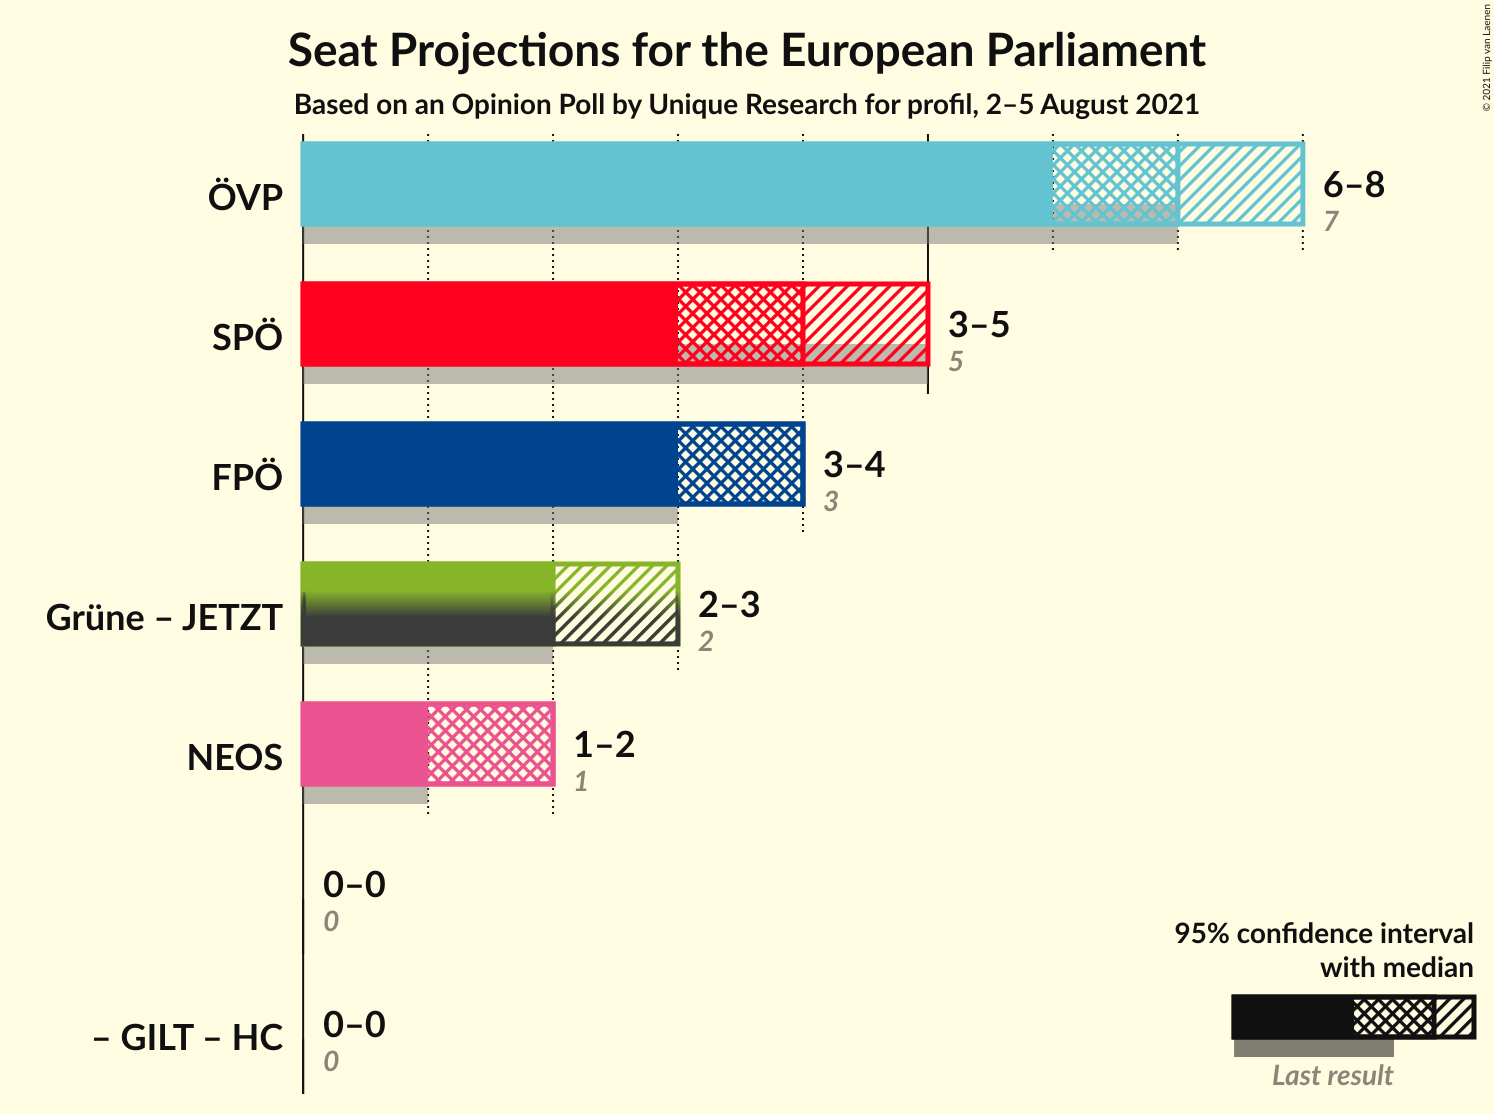 Seat Projections for the European Parliament
Based on an Opinion Poll by Unique Research for profil, 2–5 August 2021
© 2021 Filip van Laenen
ÖVP
6–8
7
SPÖ
3–5
5
FPÖ
3–4
3
Grüne – JETZT
2–3
2
NEOS
1–2
1
0–0
0
– GILT – HC
0–0
0
95% confidence interval
with median
Last result